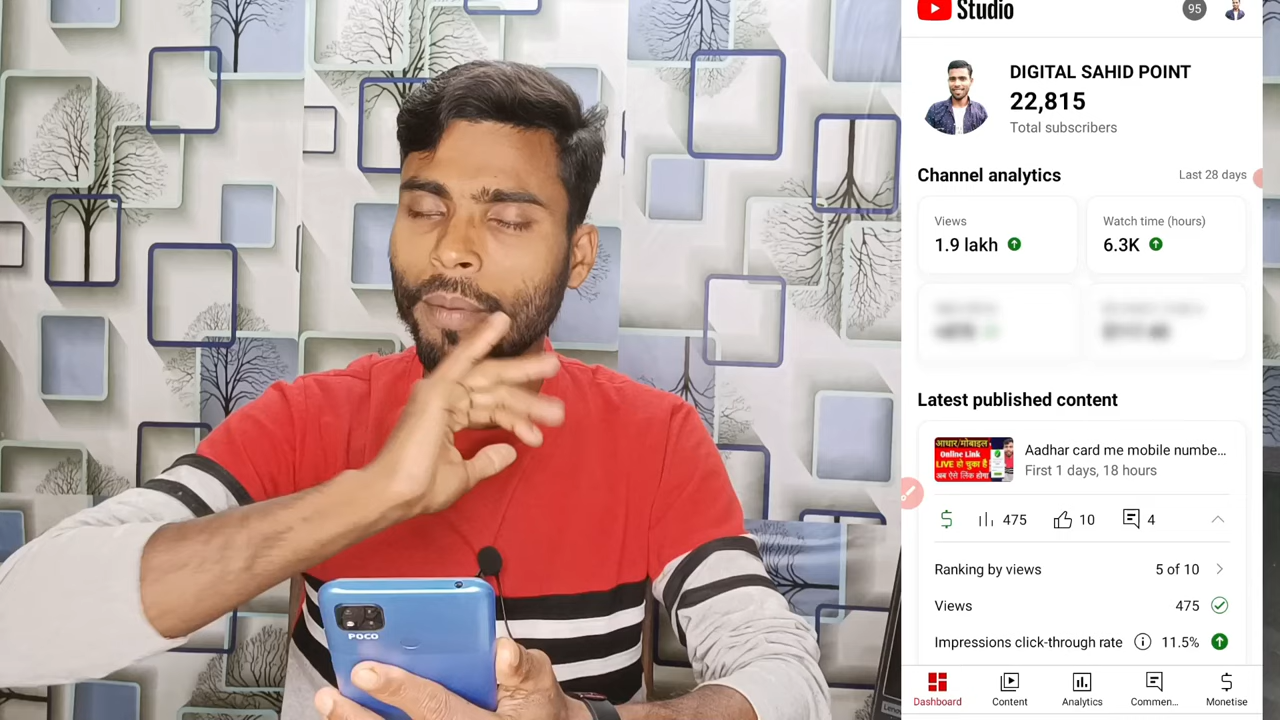 Studio
95
DIGITAL SAHID POINT
22,815
Total subscribers
Channel analytics
Last 28 days
Views
1.9 lakh
Watch time (hours)
6.3K
Latest published content
आधार/मोबाइल
Online Link
LIVE हो चुका है
अब ऐसे लिंक होगा
Aadhar card me mobile numbe...
First 1 days, 18 hours
475
10
4
Ranking by views
5 of 10
Views
475
Impressions click-through rate
11.5%
Dashboard
Content
Analytics
Commen...
Monetise
POCO
Lenovo